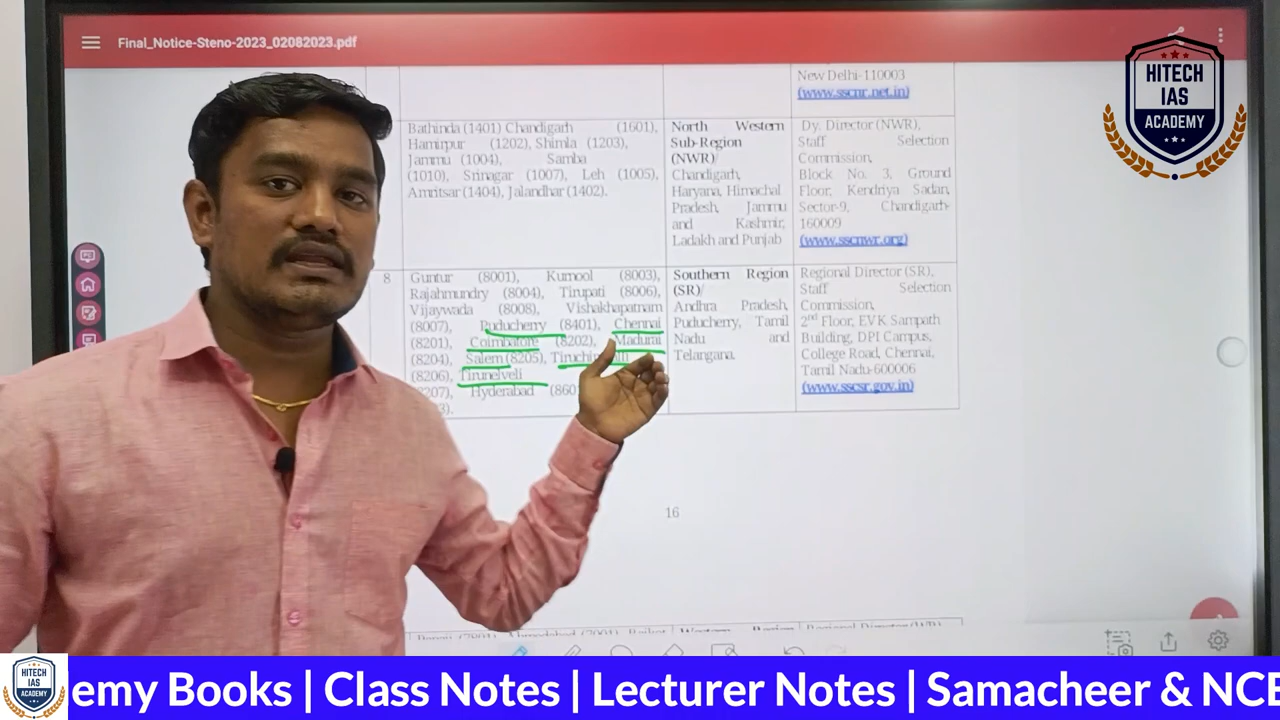 Final_Notice-Steno-2023_02082023.pdf
HITECH
IAS
ACADEMY
New Delhi-110003
(www.sscnr.net.in)
Bathinda (1401) Chandigarh (1601),
Hamirpur (1202), Shimla (1203),
Jammu (1004), Samba
(1010), Srinagar (1007), Leh (1005),
Amritsar (1404), Jalandhar (1402).
North Western
Sub-Region
(NWR)/
Chandigarh,
Haryana, Himachal
Pradesh, Jammu
and Kashmir,
Ladakh and Punjab
Dy. Director (NWR),
Staff Selection
Commission,
Block No. 3, Ground
Floor, Kendriya Sadan,
Sector-9, Chandigarh-
160009
(www.sscnwr.org)
8
Guntur (8001), Kurnool (8003),
Rajahmundry (8004), Tirupati (8006),
Vijayawada (8008), Vishakhapatnam
(8007), Puducherry (8401), Chennai
(8201), Coimbatore (8202), Madurai
(8204), Salem (8205),
(8206), Tirunelveli
Hyderabad
Southern Region
(SR)/
Andhra Pradesh,
Puducherry, Tamil
Nadu and
Telangana.
Regional Director (SR),
Staff Selection
Commission,
2nd Floor, EVK Sampath
Building, DPI Campus,
College Road, Chennai,
Tamil Nadu-600006
(www.sscsr.gov.in)
16
HITECH
IAS
ACADEMY
emy Books | Class Notes | Lecturer Notes | Samacheer & NCE